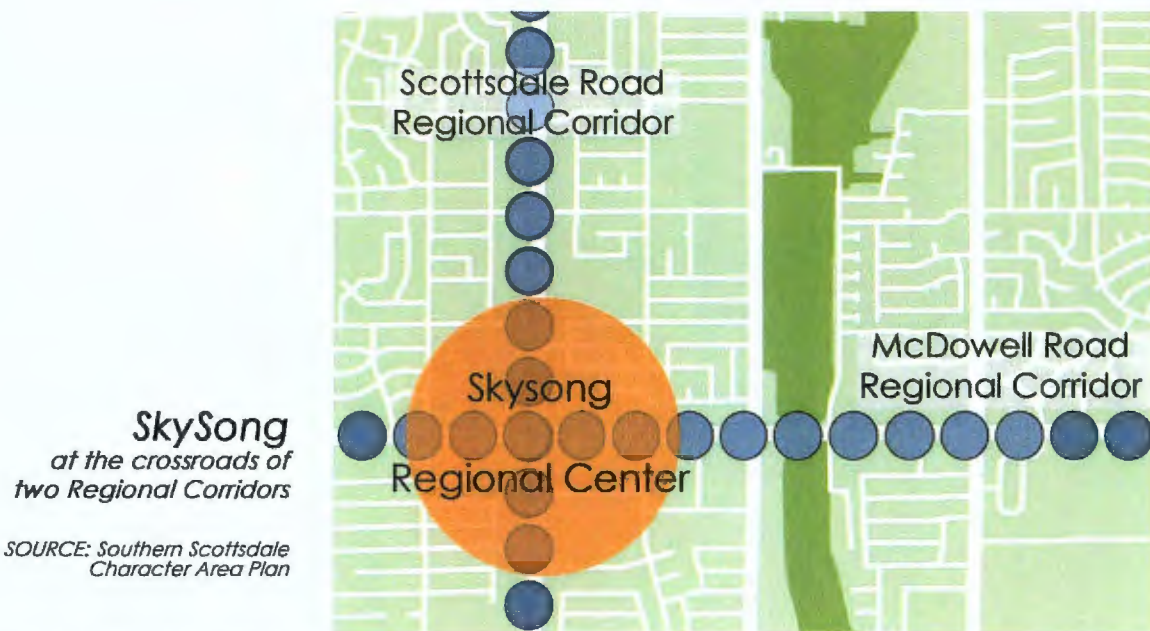 Scottsdale Road
Regional Corridor
McDowell Road
Regional Corridor
Skysong
Regional Center
SkySong
at the crossroads of
two Regional Corridors
SOURCE: Southern Scottsdale
Character Area Plan